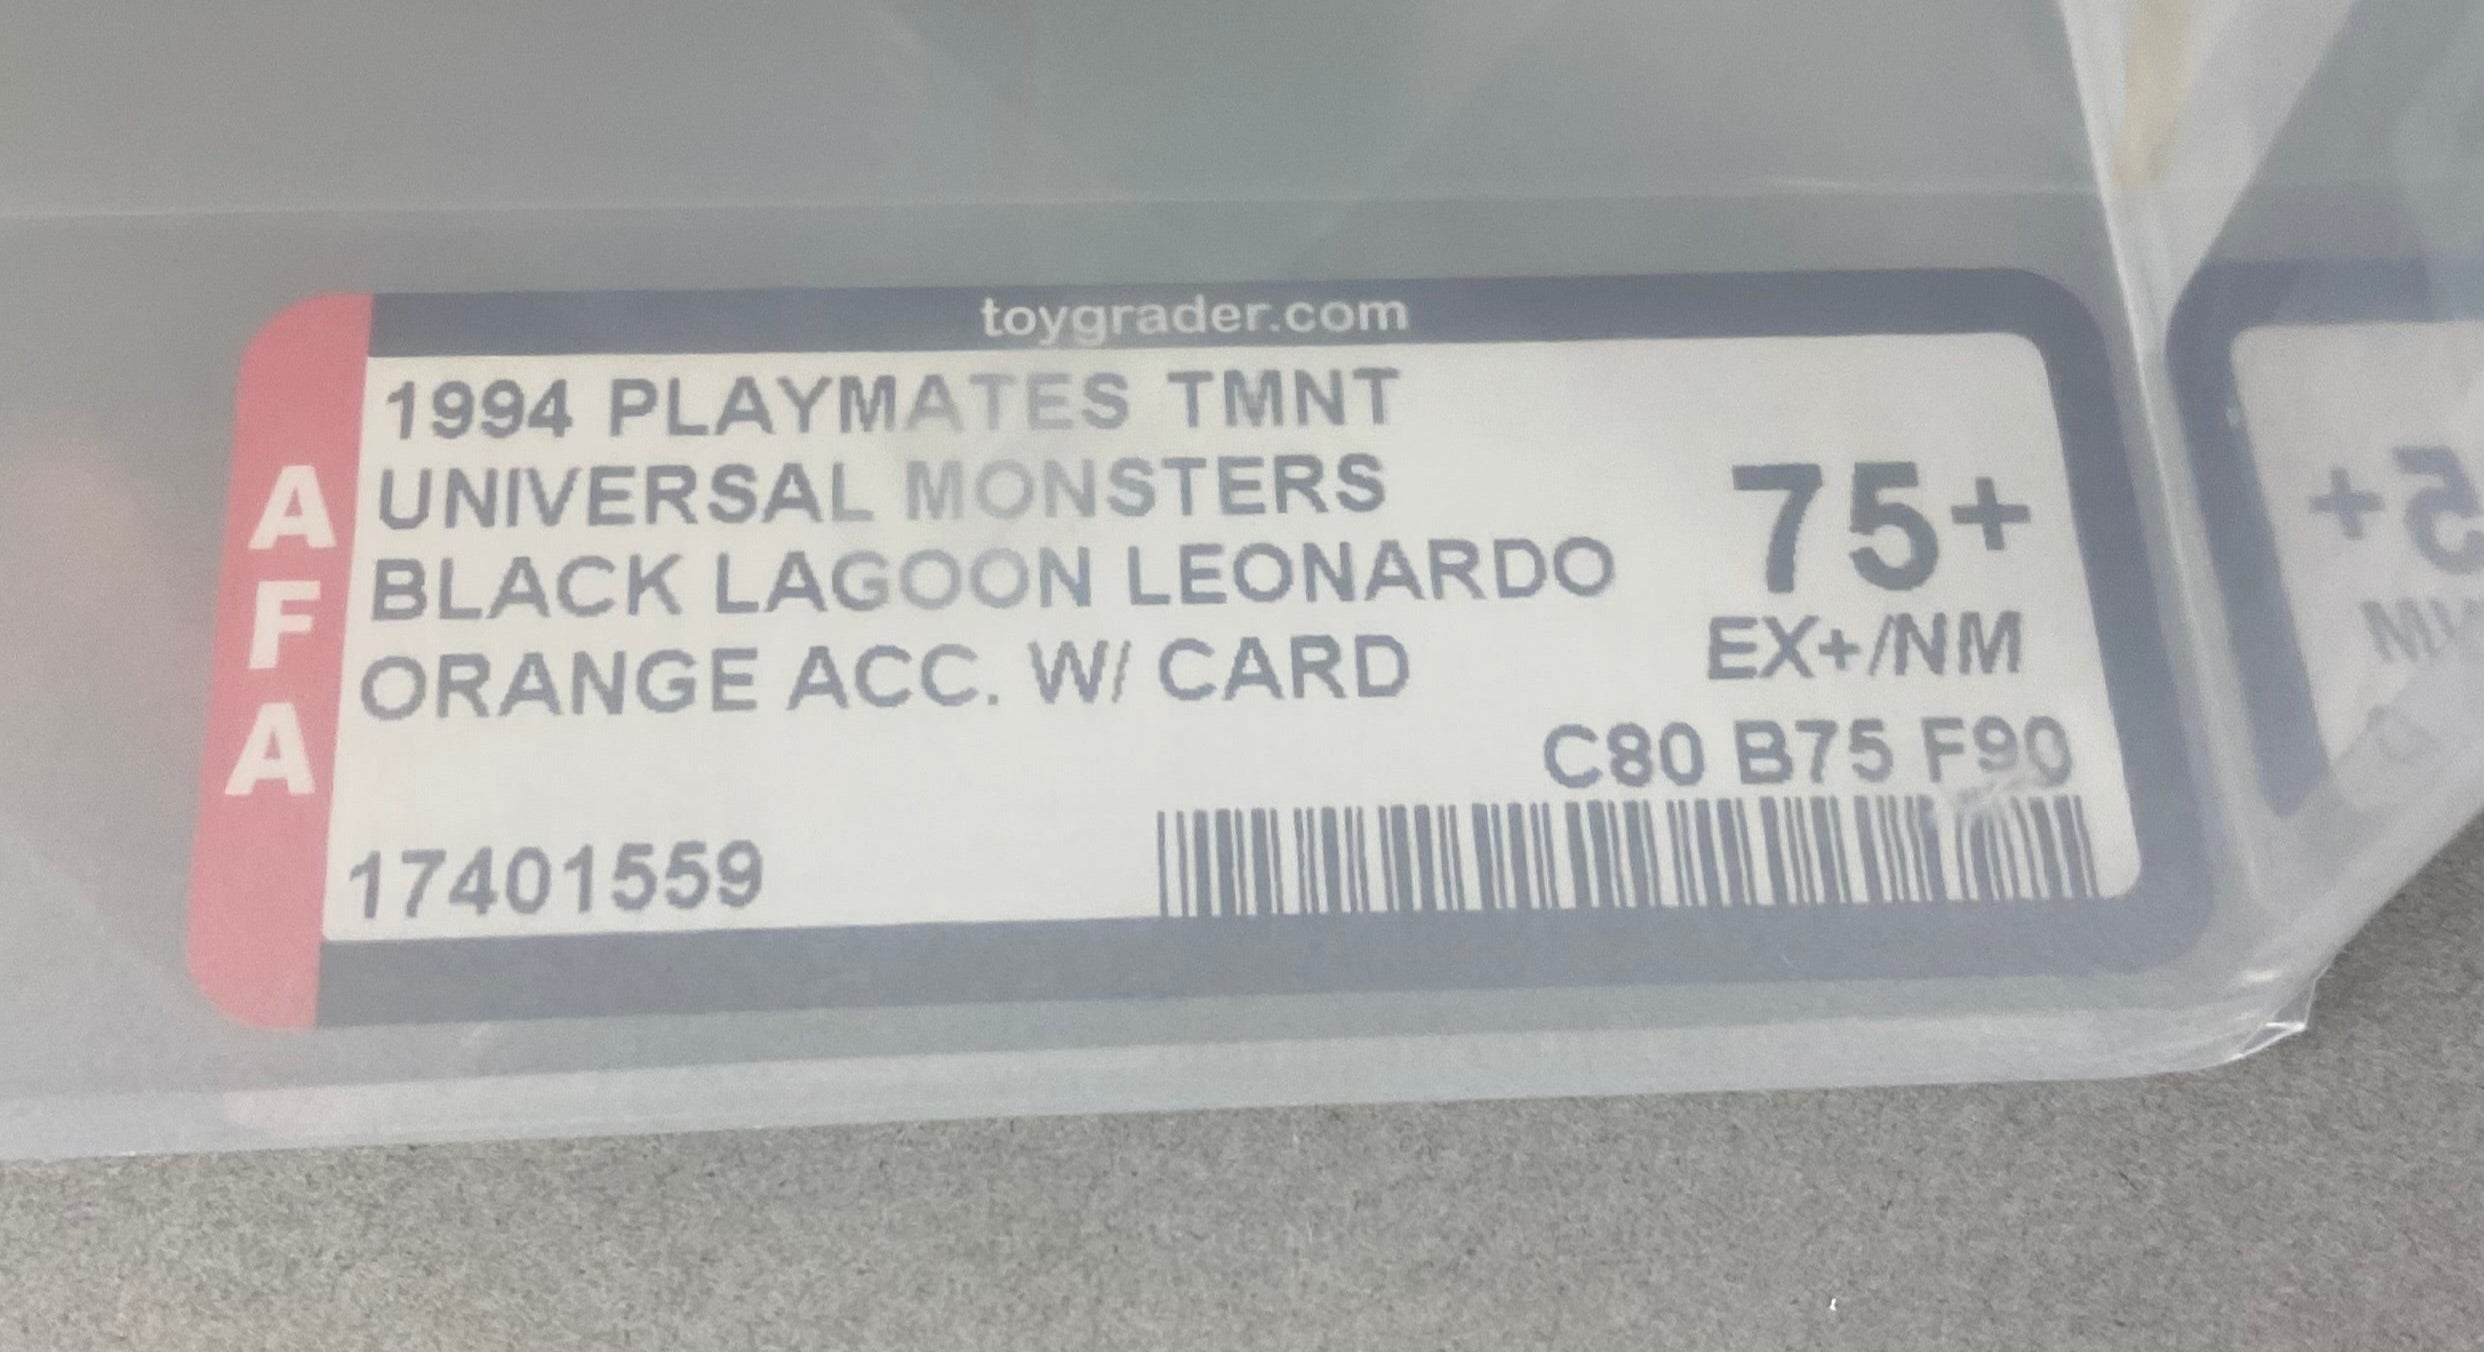 toygrader.com
AFA
1994 PLAYMATES TMNT
UNIVERSAL MONSTERS
BLACK LAGOON LEONARDO
ORANGE ACC. W/ CARD
75+
EX+/NM
C80 B75 F90
17401559